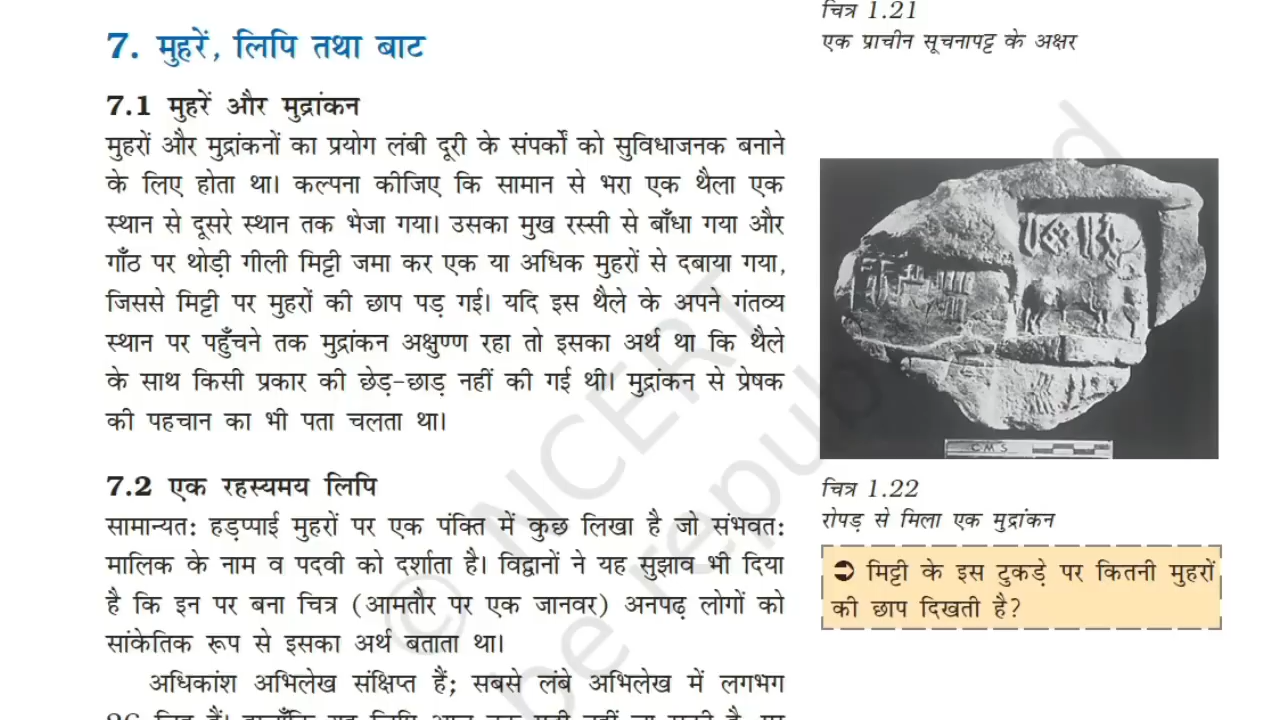 7. मुहरें, लिपि तथा बाट
7.1 मुहरें और मुद्रांकन
मुहरों और मुद्रांकनों का प्रयोग लंबी दूरी के संपर्कों को सुविधाजनक बनाने
के लिए होता था। कल्पना कीजिए कि सामान से भरा एक थैला एक
स्थान से दूसरे स्थान तक भेजा गया। उसका मुख रस्सी से बाँधा गया और
गाँठ पर थोड़ी गीली मिट्टी जमा कर एक या अधिक मुहरों से दबाया गया,
जिससे मिट्टी पर मुहरों की छाप पड़ गई। यदि इस थैले के अपने गंतव्य
स्थान पर पहुँचने तक मुद्रांकन अक्षुण्ण रहा तो इसका अर्थ था कि थैले
के साथ किसी प्रकार की छेड़-छाड़ नहीं की गई थी। मुद्रांकन से प्रेषक
की पहचान का भी पता चलता था।
7.2 एक रहस्यमय लिपि
सामान्यत: हड़प्पाई मुहरों पर एक पंक्ति में कुछ लिखा है जो संभवत:
मालिक के नाम व पदवी को दर्शाता है। विद्वानों ने यह सुझाव भी दिया
है कि इन पर बना चित्र (आमतौर पर एक जानवर) अनपढ़ लोगों को
सांकेतिक रूप से इसका अर्थ बताता था।
अधिकांश अभिलेख संक्षिप्त हैं; सबसे लंबे अभिलेख में लगभग
चित्र 1.21
एक प्राचीन सूचनापट्ट के अक्षर
CMS
चित्र 1.22
रोपड़ से मिला एक मुद्रांकन
➲ मिट्टी के इस टुकड़े पर कितनी मुहरों
की छाप दिखती है?
© NCERT
be republ d